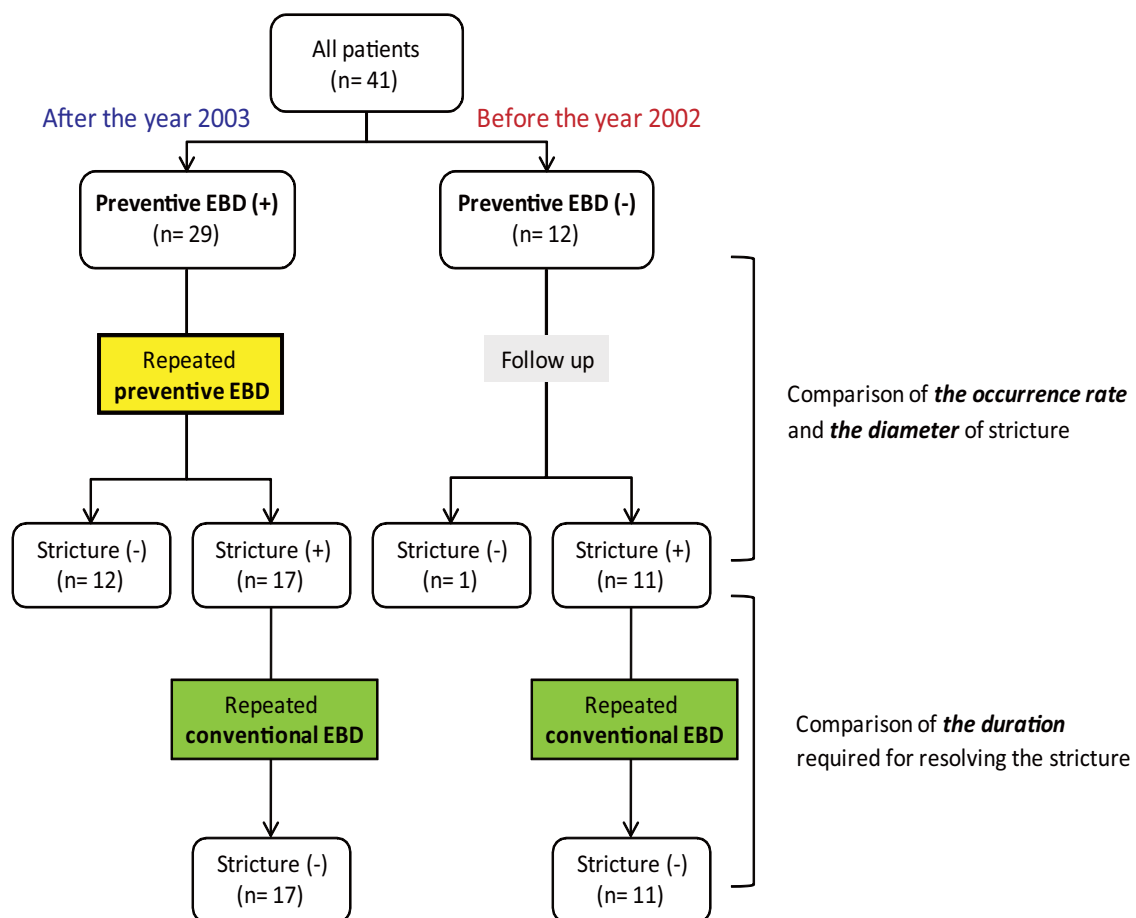 All patients
(n= 41)
After the year 2003
Before the year 2002
Preventive EBD (+)
(n= 29)
Preventive EBD (-)
(n= 12)
Repeated
preventive EBD
Follow up
Comparison of the occurrence rate
and the diameter of stricture
Stricture (-)
(n= 12)
Stricture (+)
(n= 17)
Stricture (-)
(n= 1)
Stricture (+)
(n= 11)
Repeated
conventional EBD
Repeated
conventional EBD
Comparison of the duration
required for resolving the stricture
Stricture (-)
(n= 17)
Stricture (-)
(n= 11)